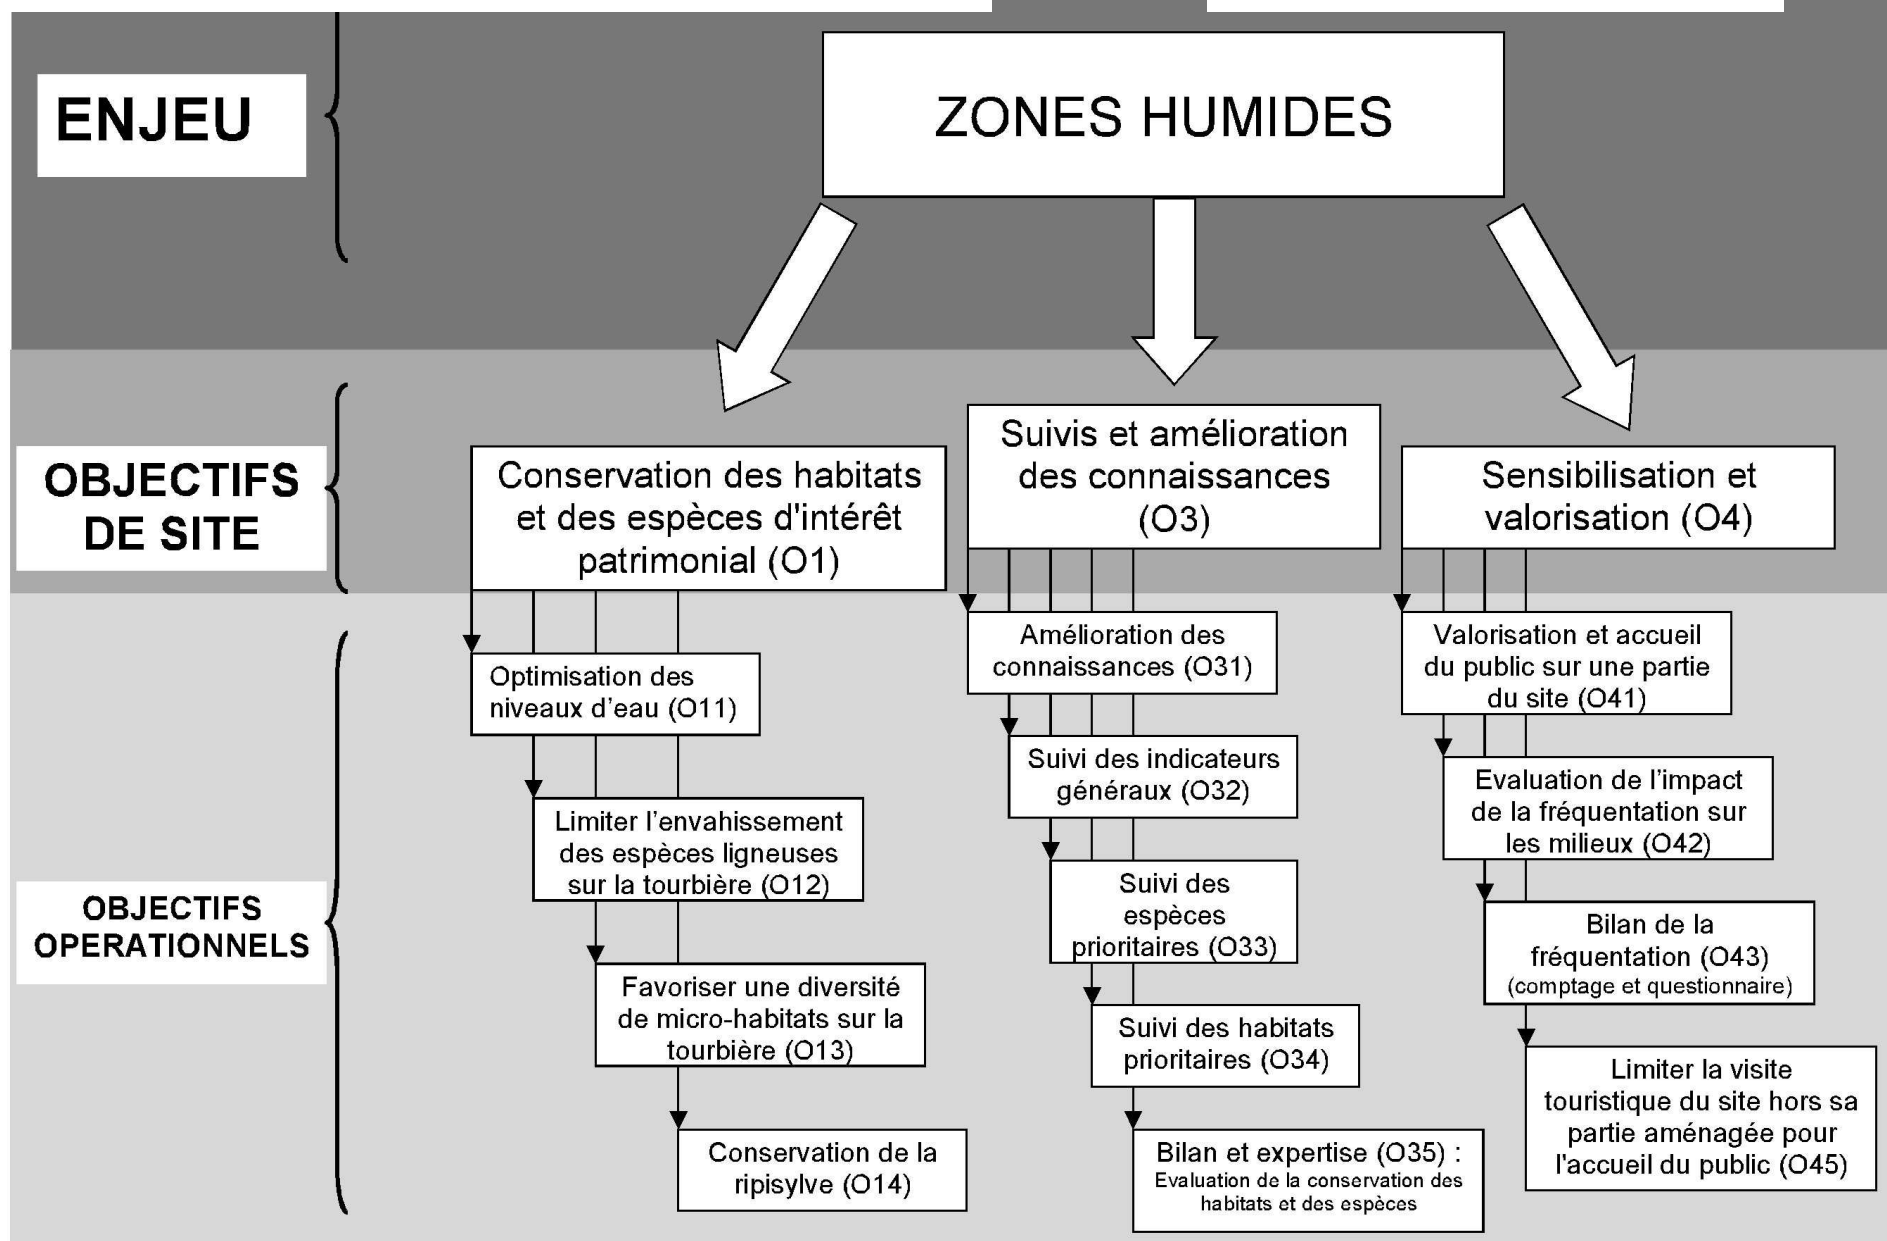 ENJEU
ZONES HUMIDES
OBJECTIFS
DE SITE
Conservation des habitats
et des espèces d'intérêt
patrimonial (O1)
Suivis et amélioration
des connaissances
(O3)
Sensibilisation et
valorisation (O4)
OBJECTIFS
OPERATIONNELS
Optimisation des
niveaux d’eau (O11)
Limiter l’envahissement
des espèces ligneuses
sur la tourbière (O12)
Favoriser une diversité
de micro-habitats sur la
tourbière (O13)
Conservation de la
ripisylve (O14)
Amélioration des
connaissances (O31)
Suivi des indicateurs
généraux (O32)
Suivi des
espèces
prioritaires (O33)
Suivi des habitats
prioritaires (O34)
Bilan et expertise (O35) :
Evaluation de la conservation des
habitats et des espèces
Valorisation et accueil
du public sur une partie
du site (O41)
Evaluation de l’impact
de la fréquentation sur
les milieux (O42)
Bilan de la
fréquentation (O43)
(comptage et questionnaire)
Limiter la visite
touristique du site hors sa
partie aménagée pour
l'accueil du public (O45)